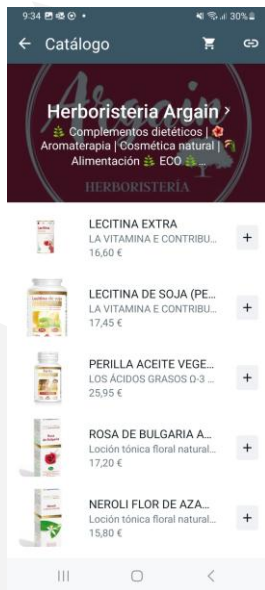 9:34
30%
Catálogo
Argain
Herboristeria Argain >
Complementos dietéticos |
Aromaterapia | Cosmética natural |
Alimentación ECO ...
HERBORISTERÍA
LECITINA EXTRA
LA VITAMINA E CONTRIBU...
16,60 €
+
LECITINA DE SOJA (PE...
LA VITAMINA E CONTRIBU...
17,45 €
+
PERILLA ACEITE VEGE...
LOS ÁCIDOS GRASOS Ω-3 ...
25,95 €
+
ROSA DE BULGARIA A...
Loción tónica floral natural...
17,20 €
+
NEROLI FLOR DE AZA...
Loción tónica floral natural...
15,80 €
+